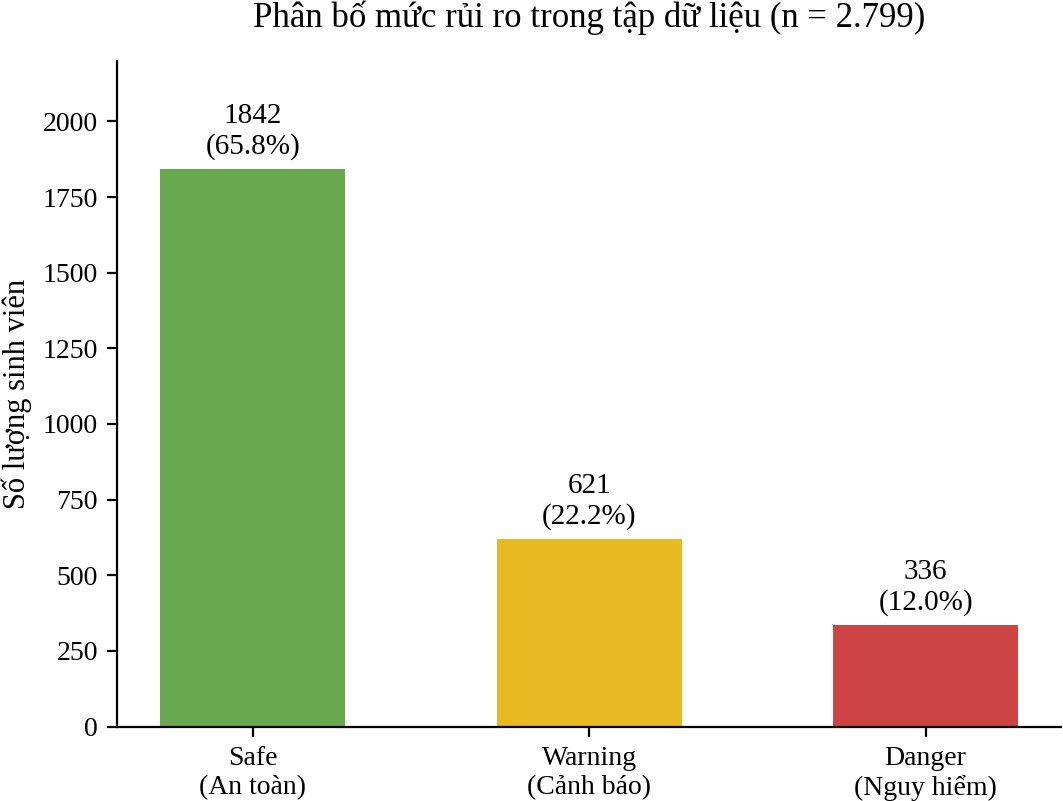 Phân bố mức rủi ro trong tập dữ liệu (n = 2.799)
Số lượng sinh viên
2000
1750
1500
1250
1000
750
500
250
0
1842
(65.8%)
621
(22.2%)
336
(12.0%)
Safe
(An toàn)
Warning
(Cảnh báo)
Danger
(Nguy hiểm)